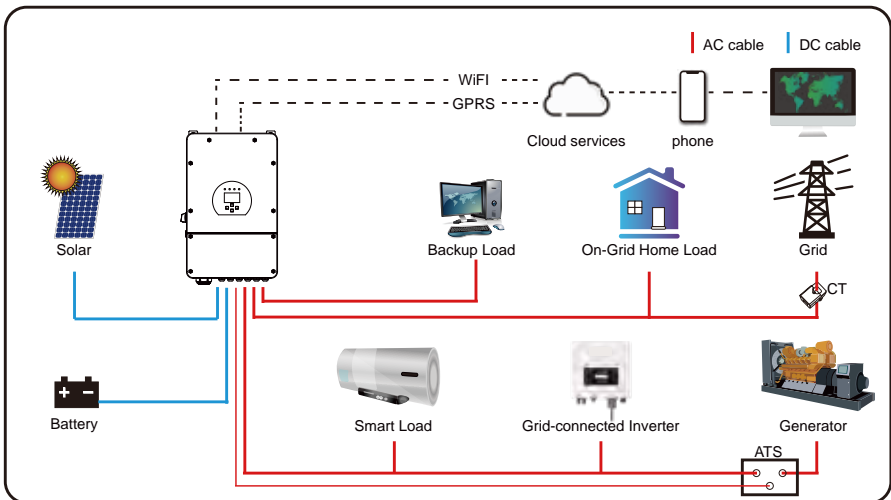 AC cable
DC cable
WiFI
GPRS
Cloud services
phone
Solar
Backup Load
On-Grid Home Load
Grid
CT
Battery
Smart Load
Grid-connected Inverter
Generator
ATS